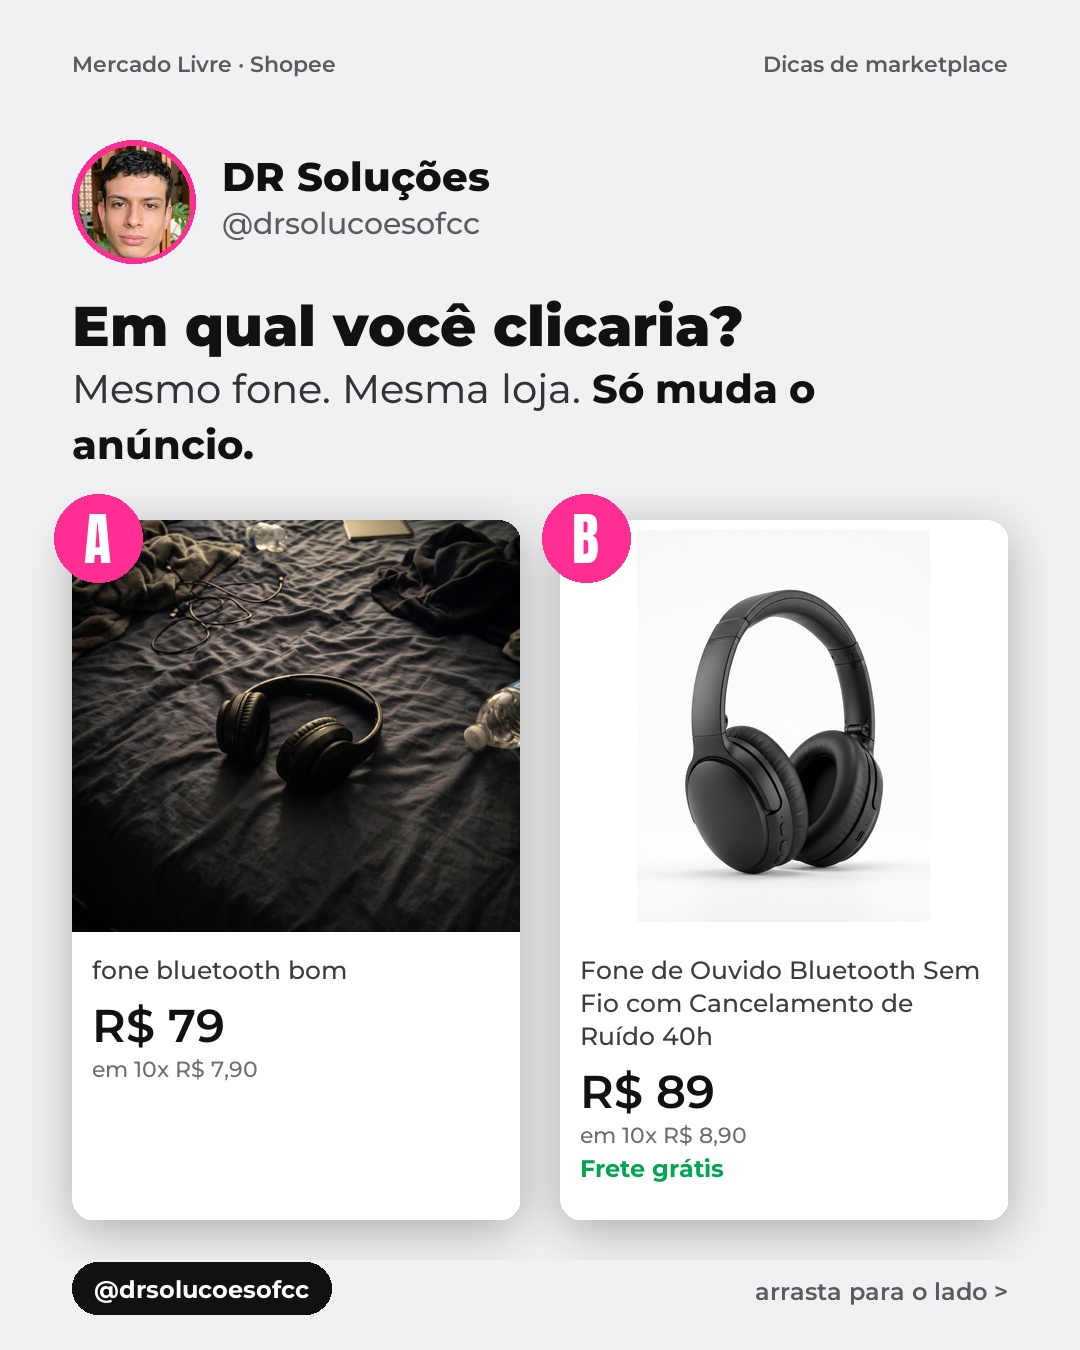 Mercado Livre · Shopee
Dicas de marketplace
DR Soluções
@drsolucoesofcc
Em qual você clicaria?
Mesmo fone. Mesma loja. Só muda o
anúncio.
A
B
fone bluetooth bom
R$ 79
em 10x R$ 7,90
Fone de Ouvido Bluetooth Sem
Fio com Cancelamento de
Ruído 40h
R$ 89
em 10x R$ 8,90
Frete grátis
@drsolucoesofcc
arrasta para o lado >